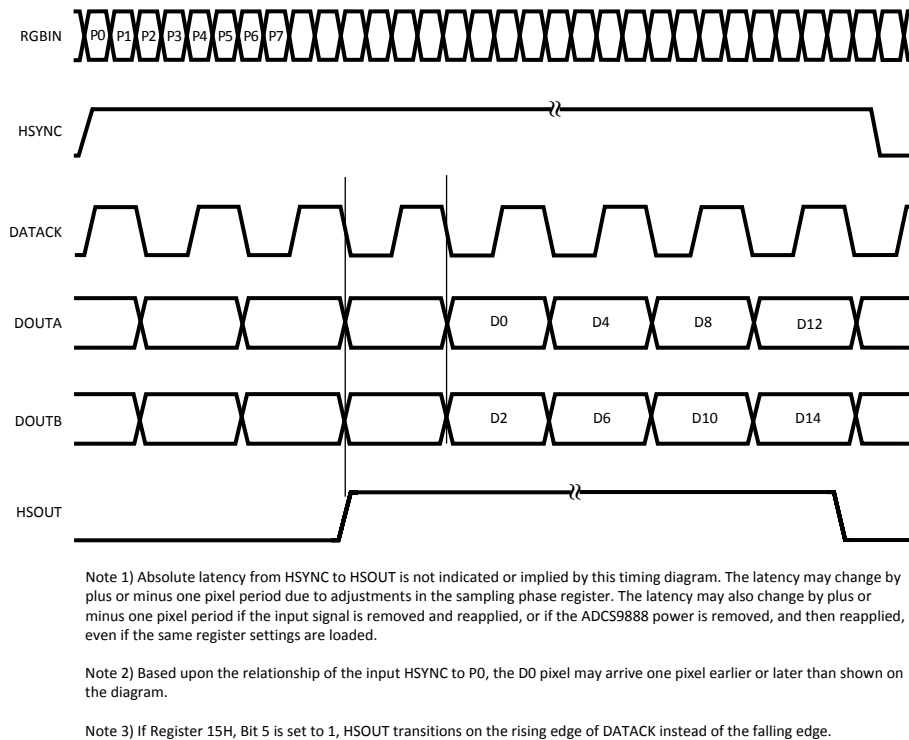 RGBIN P0 P1 P2 P3 P4 P5 P6 P7
HSYNC
DATACK
DOUTA D0 D4 D8 D12
DOUTB D2 D6 D10 D14
HSOUT
Note 1) Absolute latency from HSYNC to HSOUT is not indicated or implied by this timing diagram. The latency may change by
plus or minus one pixel period due to adjustments in the sampling phase register. The latency may also change by plus or
minus one pixel period if the input signal is removed and reapplied, or if the ADCS9888 power is removed, and then reapplied,
even if the same register settings are loaded.
Note 2) Based upon the relationship of the input HSYNC to P0, the D0 pixel may arrive one pixel earlier or later than shown on
the diagram.
Note 3) If Register 15H, Bit 5 is set to 1, HSOUT transitions on the rising edge of DATACK instead of the falling edge.